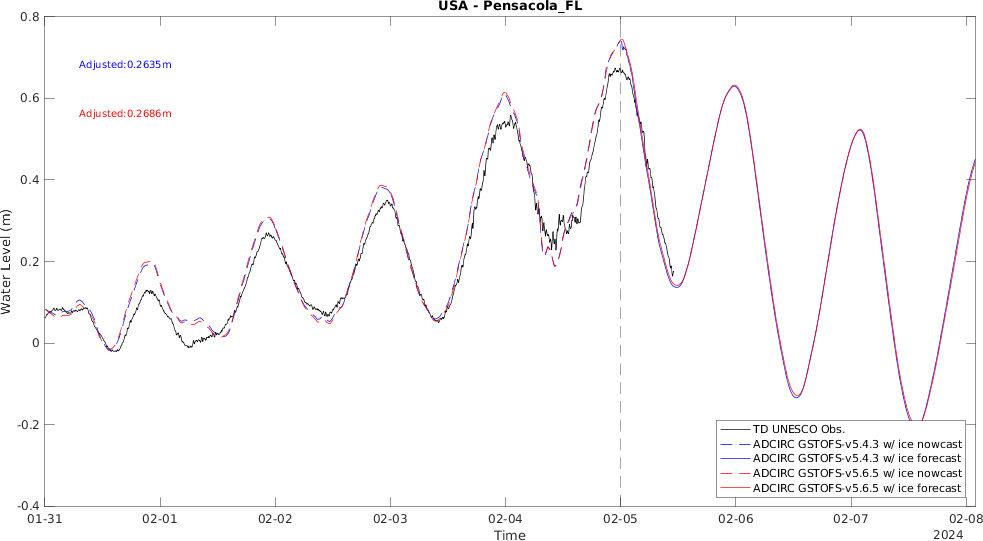 USA - Pensacola_FL
0.8
Adjusted:0.2635m
0.6
Adjusted:0.2686m
0.4
0.2
0
-0.2
-0.4
Water Level (m)
TD UNESCO Obs.
ADCIRC GSTOFS-v5.4.3 w/ ice nowcast
ADCIRC GSTOFS-v5.4.3 w/ ice forecast
ADCIRC GSTOFS-v5.6.5 w/ ice nowcast
ADCIRC GSTOFS-v5.6.5 w/ ice forecast
01-31 02-01 02-02 02-03 02-04 02-05 02-06 02-07 02-08
Time
2024